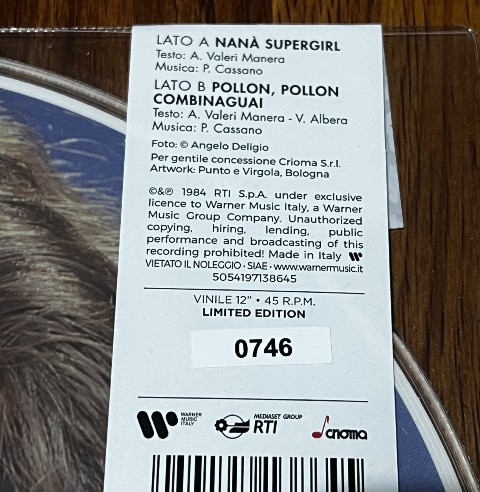 LATO A NANÀ SUPERGIRL
Testo: A. Valeri Manera
Musica: P. Cassano
LATO B POLLON, POLLON
COMBINAGUAI
Testo: A. Valeri Manera - V. Albera
Musica: P. Cassano
Foto: © Angelo Deligio
Per gentile concessione Crioma S.r.l.
Artwork: Punto e Virgola, Bologna
©&℗ 1984 RTI S.p.A. under exclusive
licence to Warner Music Italy, a Warner
Music Group Company. Unauthorized
copying, hiring, lending, public
performance and broadcasting of this
recording prohibited! Made in Italy
VIETATO IL NOLEGGIO • SIAE • www.warnermusic.it
5054197138645
VINILE 12" • 45 R.P.M.
LIMITED EDITION
0746
WARNER MUSIC ITALY
MEDIASET GROUP
RTI
crioma